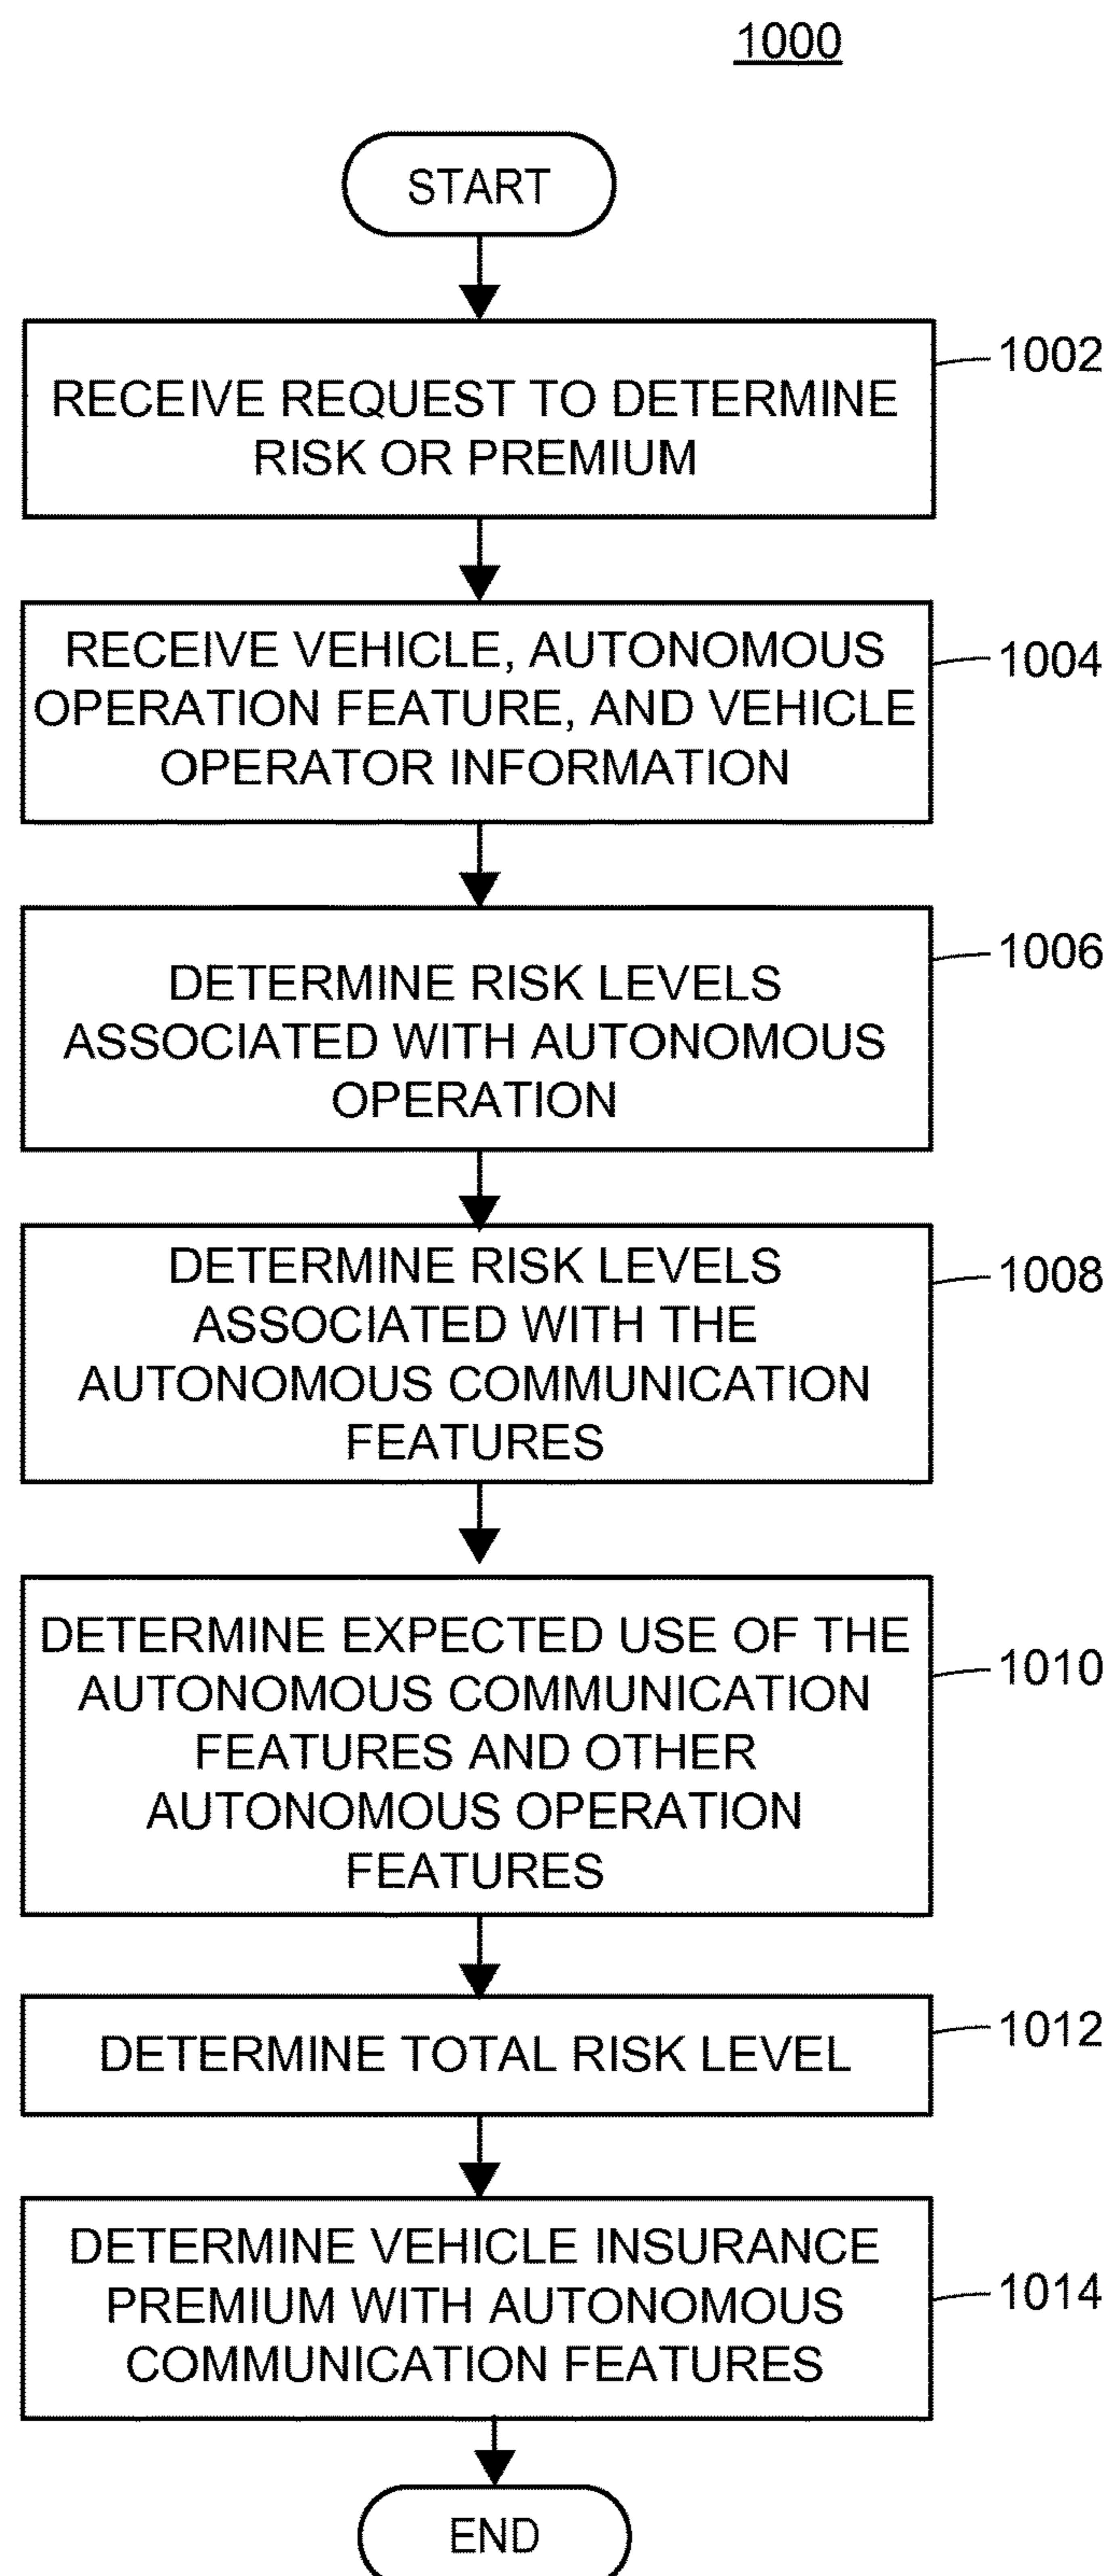 1000
START
RECEIVE REQUEST TO DETERMINE
RISK OR PREMIUM
1002
RECEIVE VEHICLE, AUTONOMOUS
OPERATION FEATURE, AND VEHICLE
OPERATOR INFORMATION
1004
DETERMINE RISK LEVELS
ASSOCIATED WITH AUTONOMOUS
OPERATION
1006
DETERMINE RISK LEVELS
ASSOCIATED WITH THE
AUTONOMOUS COMMUNICATION
FEATURES
1008
DETERMINE EXPECTED USE OF THE
AUTONOMOUS COMMUNICATION
FEATURES AND OTHER
AUTONOMOUS OPERATION
FEATURES
1010
DETERMINE TOTAL RISK LEVEL
1012
DETERMINE VEHICLE INSURANCE
PREMIUM WITH AUTONOMOUS
COMMUNICATION FEATURES
1014
END